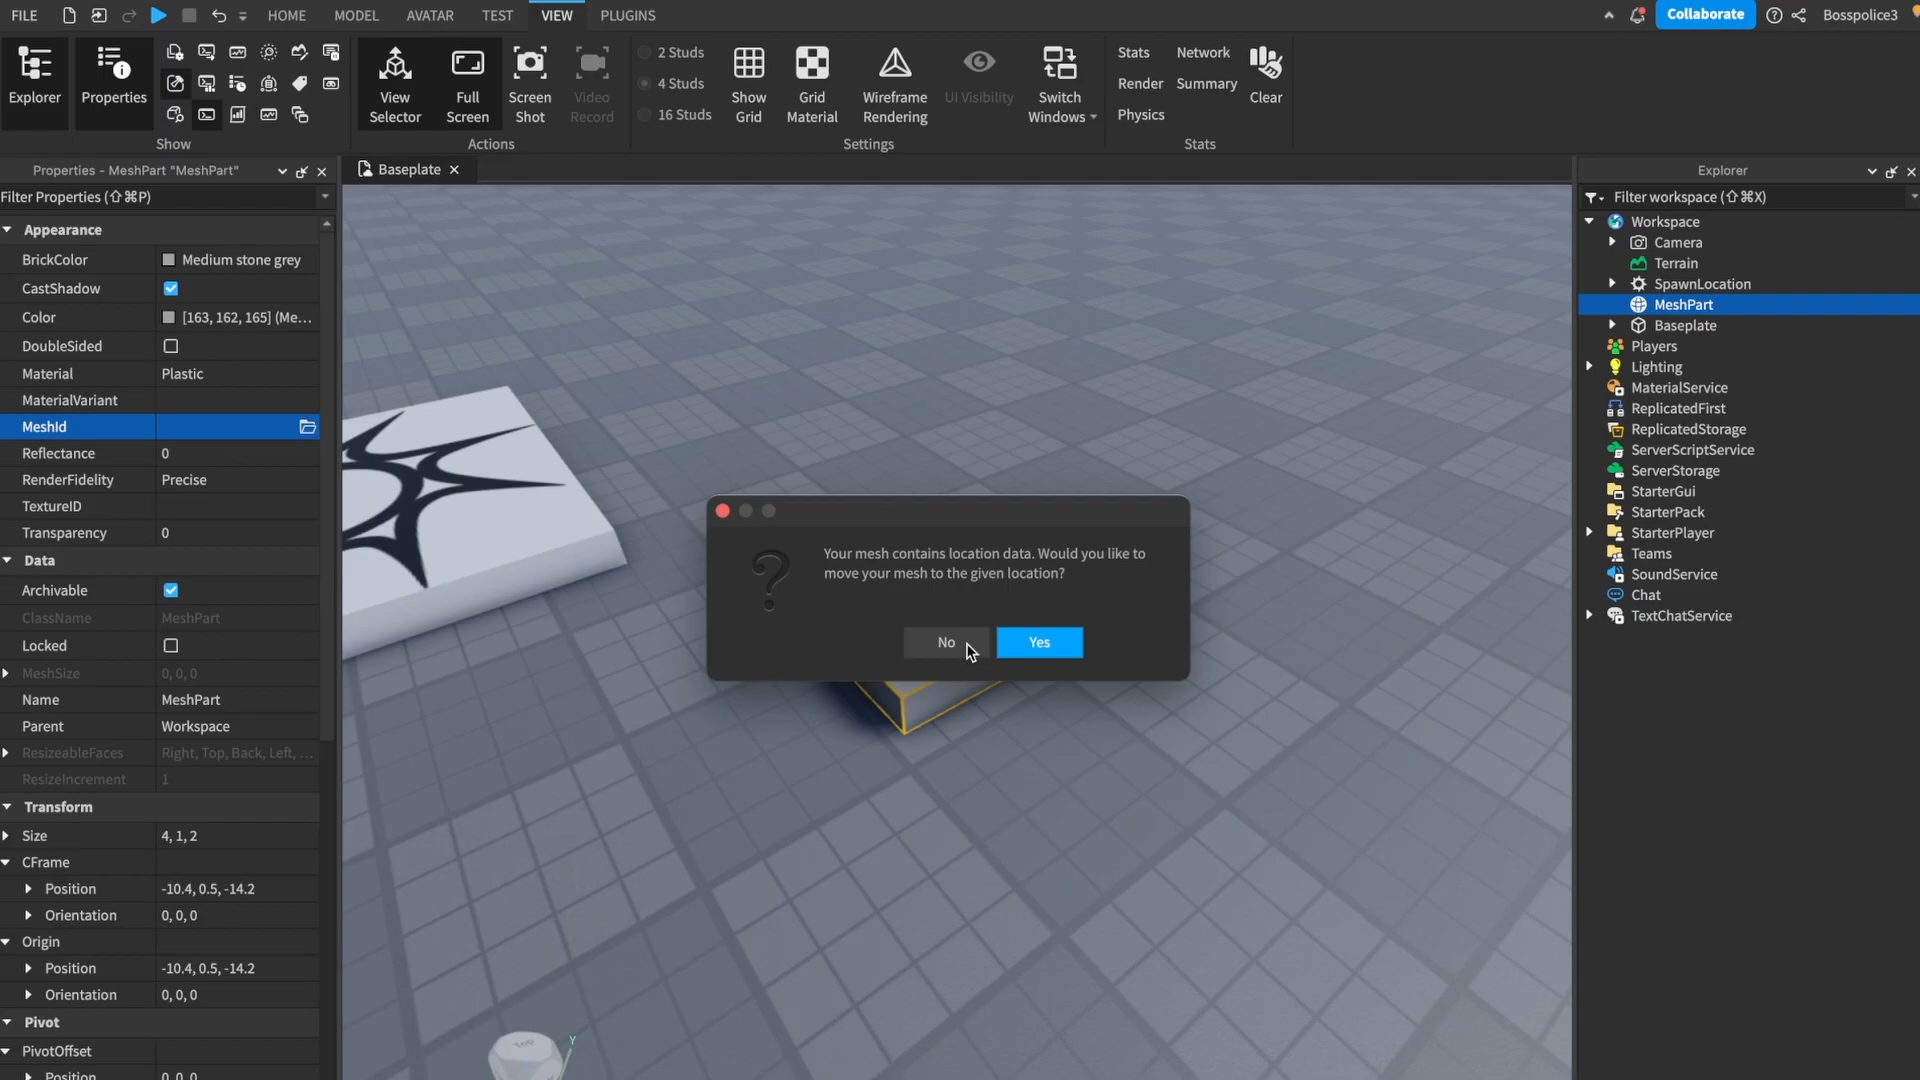 FILE
HOME
MODEL
AVATAR
TEST
VIEW
PLUGINS
Collaborate
Bosspolice3
Explorer
Properties
Show
View
Selector
Full
Screen
Screen
Shot
Video
Record
Actions
2 Studs
4 Studs
16 Studs
Show
Grid
Grid
Material
Wireframe
Rendering
UI Visibility
Switch
Windows
Settings
Stats
Network
Render
Summary
Physics
Clear
Stats
Properties - MeshPart "MeshPart"
Filter Properties (⇧⌘P)
Appearance
BrickColor Medium stone grey
CastShadow
Color [163, 162, 165] (Me...
DoubleSided
Material Plastic
MaterialVariant
MeshId
Reflectance 0
RenderFidelity Precise
TextureID
Transparency 0
Data
Archivable
ClassName MeshPart
Locked
MeshSize 0, 0, 0
Name MeshPart
Parent Workspace
ResizeableFaces Right, Top, Back, Left, ...
ResizeIncrement 1
Transform
Size 4, 1, 2
CFrame
Position -10.4, 0.5, -14.2
Orientation 0, 0, 0
Origin
Position -10.4, 0.5, -14.2
Orientation 0, 0, 0
Pivot
PivotOffset
Position 0, 0, 0
Baseplate
Your mesh contains location data. Would you like to
move your mesh to the given location?
No
Yes
Top
Y
Explorer
Filter workspace (⇧⌘X)
Workspace
Camera
Terrain
SpawnLocation
MeshPart
Baseplate
Players
Lighting
MaterialService
ReplicatedFirst
ReplicatedStorage
ServerScriptService
ServerStorage
StarterGui
StarterPack
StarterPlayer
Teams
SoundService
Chat
TextChatService